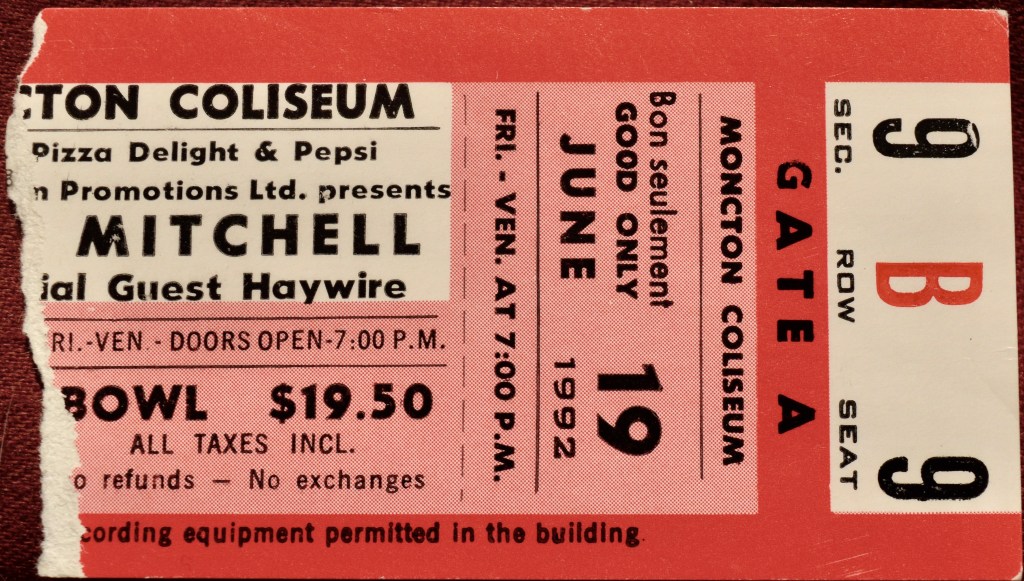 CTON COLISEUM
Pizza Delight & Pepsi
n Promotions Ltd. presents
MITCHELL
ial Guest Haywire
RI.-VEN.- DOORS OPEN-7:00 P.M.
BOWL $19.50
ALL TAXES INCL.
o refunds — No exchanges
cording equipment permitted in the building.
9 B 9
SEC. ROW SEAT
GATE A
MONCTON COLISEUM
Bon seulement
GOOD ONLY
JUNE 19 1992
FRI. - VEN. AT 7:00 P.M.